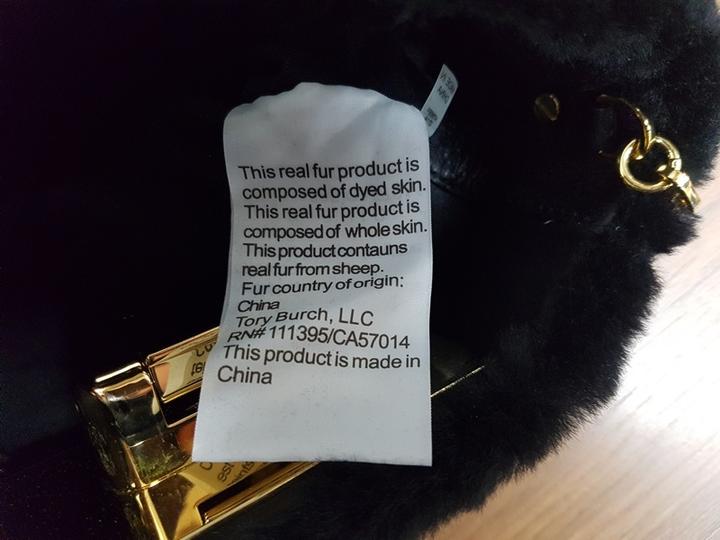 This real fur product is
composed of dyed skin.
This real fur product is
composed of whole skin.
This product contauns
real fur from sheep.
Fur country of origin:
China
Tory Burch, LLC
RN# 111395/CA57014
This product is made in
China